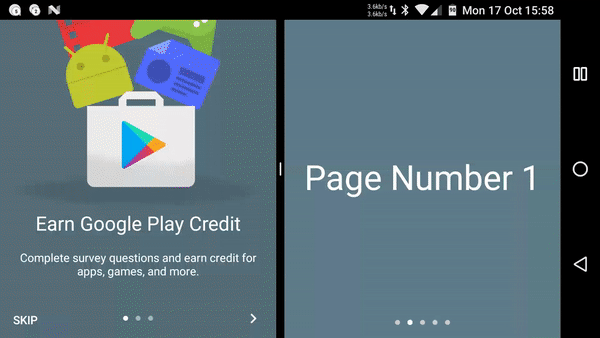 3.6kb/s
3.6kb/s
Mon 17 Oct 15:58
Earn Google Play Credit
Complete survey questions and earn credit for
apps, games, and more.
SKIP
Page Number 1